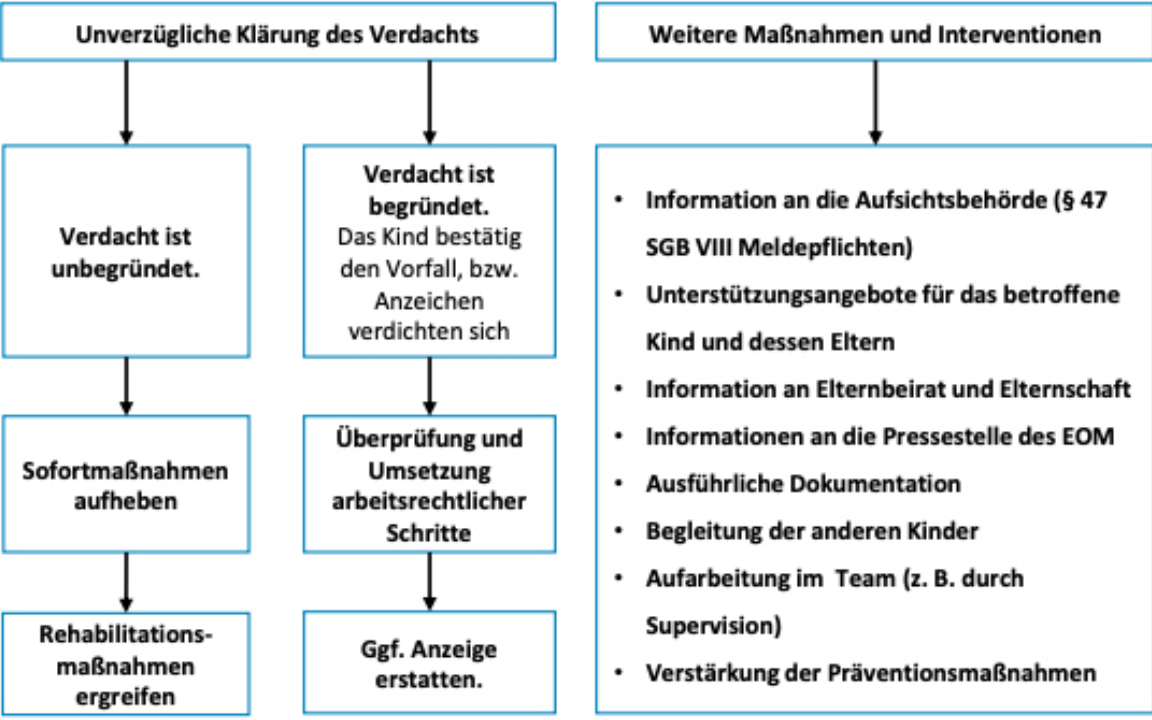 Unverzügliche Klärung des Verdachts
Verdacht ist
unbegründet.
Sofortmaßnahmen
aufheben
Rehabilitations-
maßnahmen
ergreifen
Verdacht ist
begründet.
Das Kind bestätig
den Vorfall, bzw.
Anzeichen
verdichten sich
Überprüfung und
Umsetzung
arbeitsrechtlicher
Schritte
Ggf. Anzeige
erstatten.
Weitere Maßnahmen und Interventionen
• Information an die Aufsichtsbehörde (§ 47
SGB VIII Meldepflichten)
• Unterstützungsangebote für das betroffene
Kind und dessen Eltern
• Information an Elternbeirat und Elternschaft
• Informationen an die Pressestelle des EOM
• Ausführliche Dokumentation
• Begleitung der anderen Kinder
• Aufarbeitung im Team (z. B. durch
Supervision)
• Verstärkung der Präventionsmaßnahmen